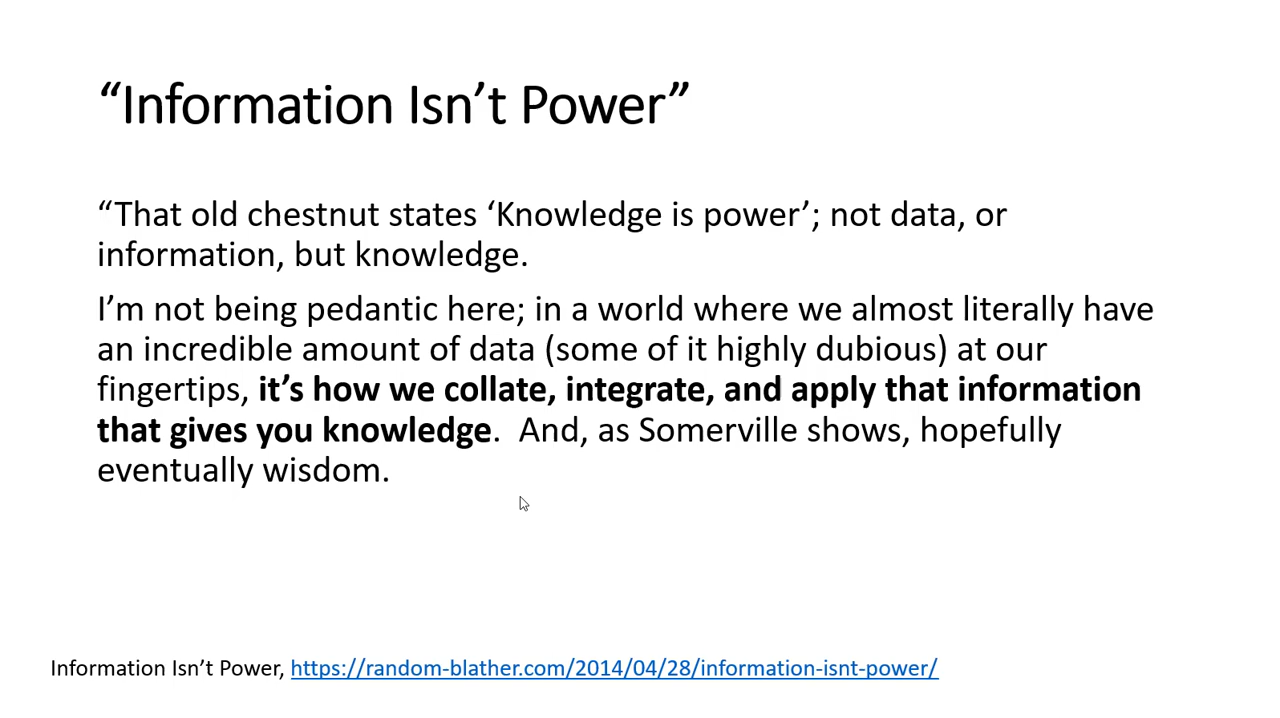 “Information Isn’t Power”
“That old chestnut states ‘Knowledge is power’; not data, or
information, but knowledge.
I’m not being pedantic here; in a world where we almost literally have
an incredible amount of data (some of it highly dubious) at our
fingertips, it’s how we collate, integrate, and apply that information
that gives you knowledge.  And, as Somerville shows, hopefully
eventually wisdom.
Information Isn’t Power, https://random-blather.com/2014/04/28/information-isnt-power/